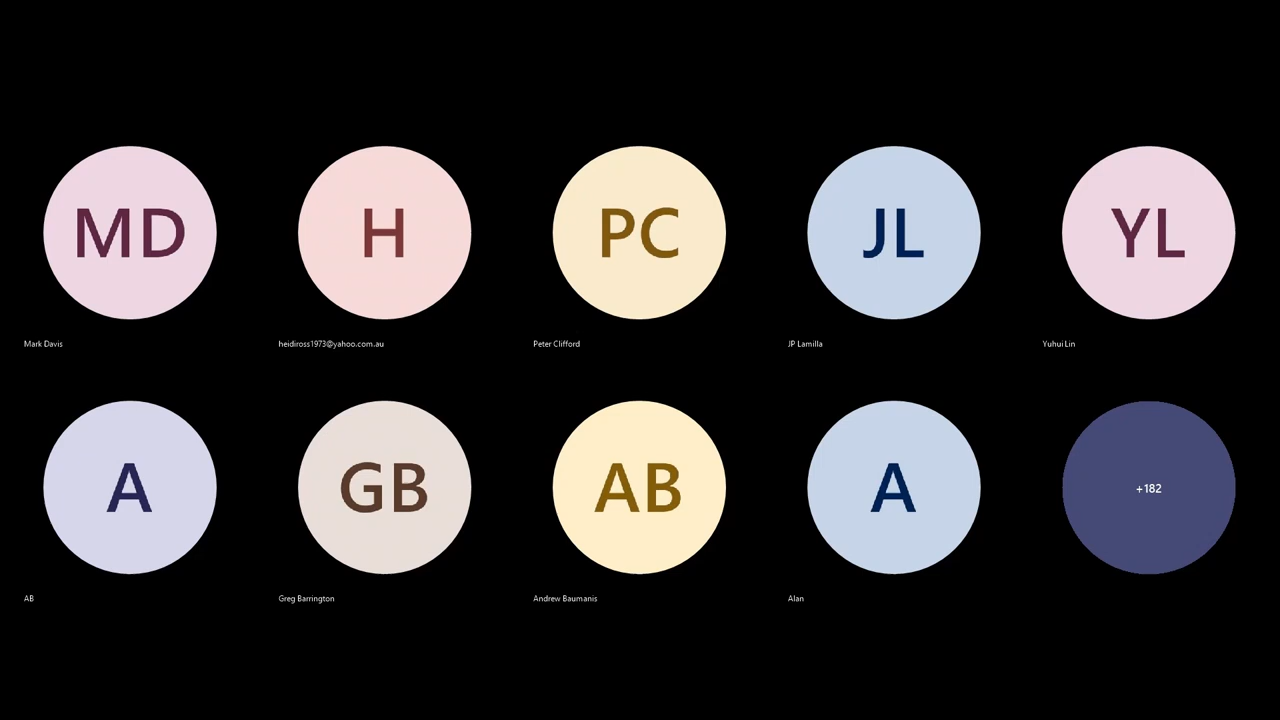 MD
H
PC
JL
YL
Mark Davis
heidiross1973@yahoo.com.au
Peter Clifford
JP Lamilla
Yuhui Lin
A
GB
AB
A
+182
AB
Greg Barrington
Andrew Baumanis
Alan